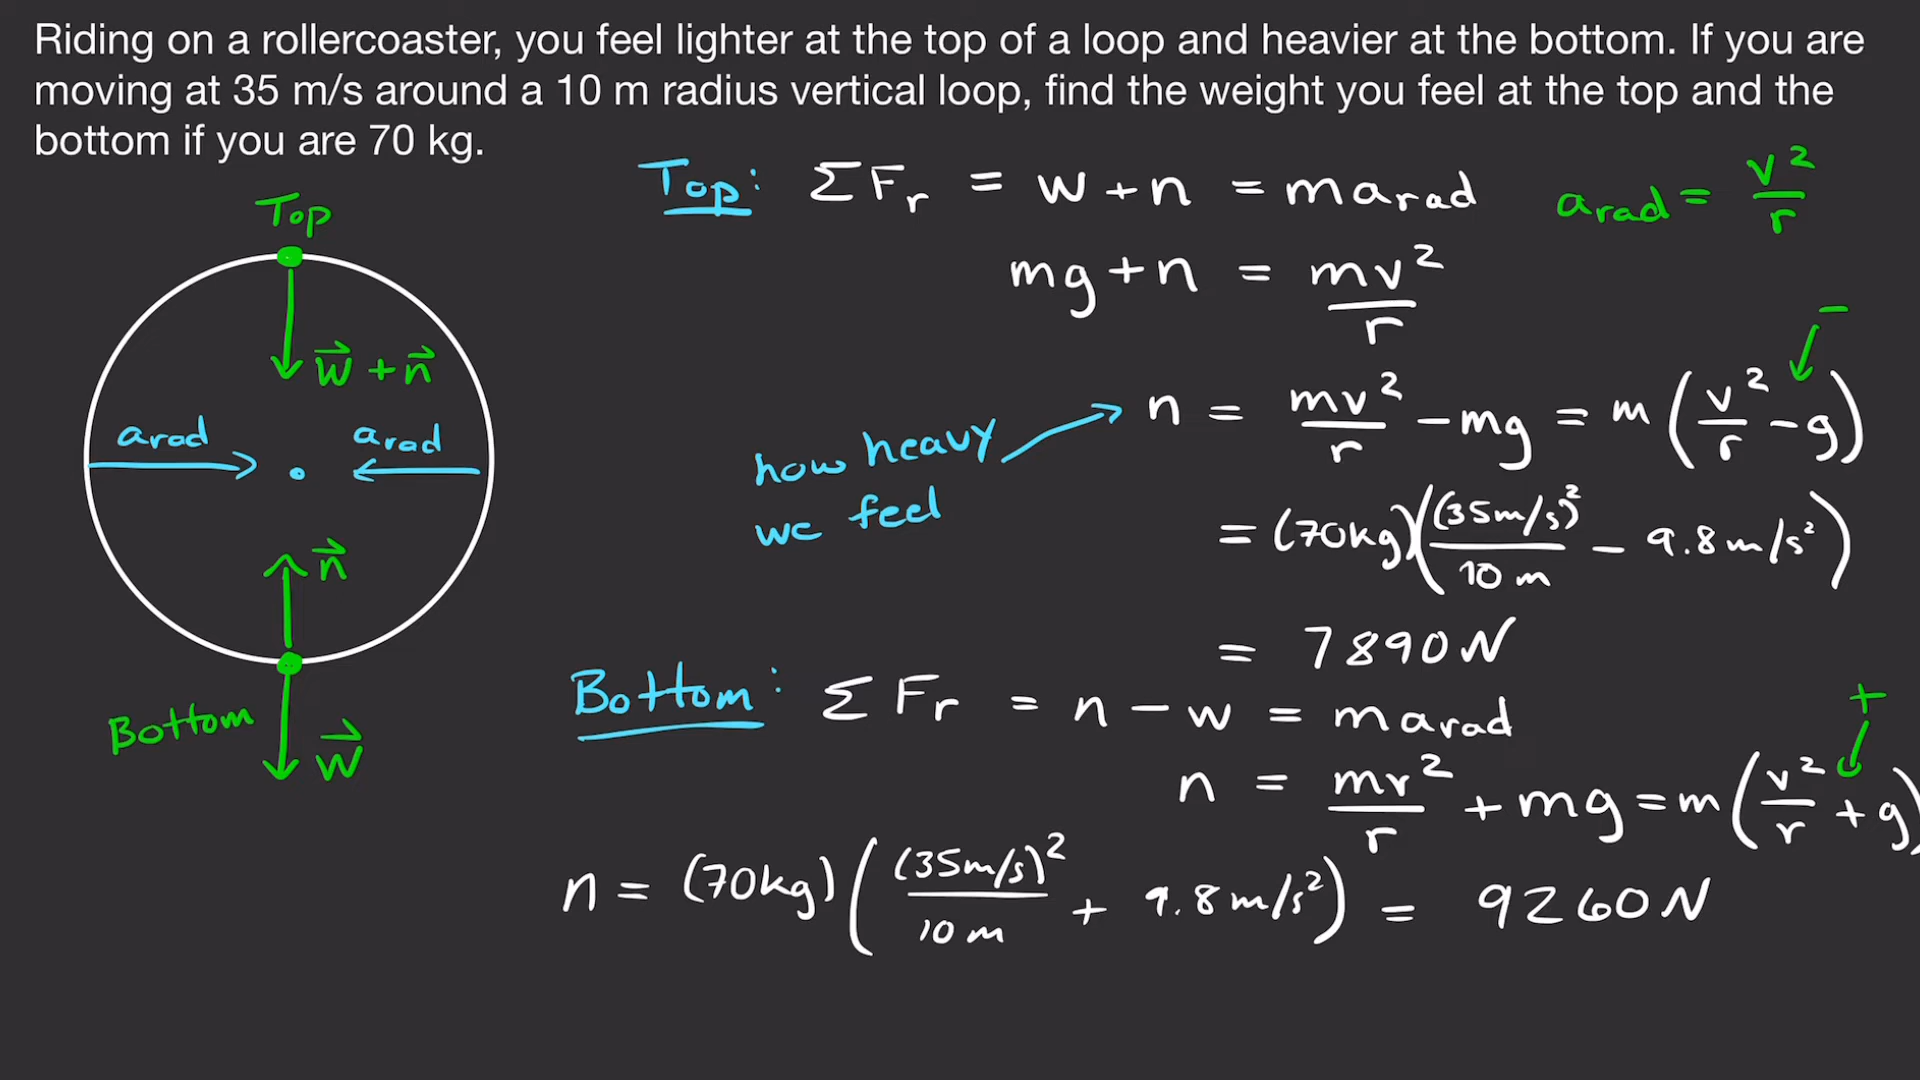 Riding on a rollercoaster, you feel lighter at the top of a loop and heavier at the bottom. If you are
moving at 35 m/s around a 10 m radius vertical loop, find the weight you feel at the top and the
bottom if you are 70 kg.
Top: ΣFr = w + n = marad
arad = v²/r
mg + n = mv²/r
n = mv²/r − mg = m(v²/r − g)
−
how heavy
we feel
= (70kg)((35m/s)²/10 m − 9.8 m/s²)
= 7890 N
Bottom: ΣFr = n − w = marad
n = mv²/r + mg = m(v²/r + g)
+
n = (70kg)((35m/s)²/10 m + 9.8 m/s²) = 9260 N
Top
w⃗ + n⃗
arad
arad
n⃗
Bottom
w⃗